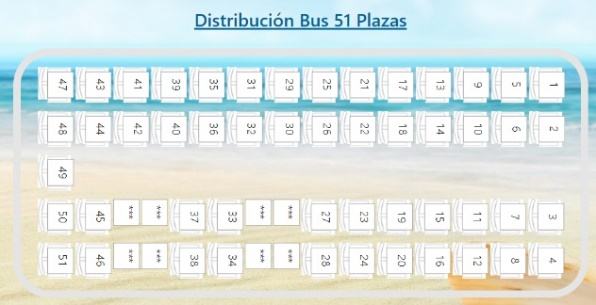 Distribución Bus 51 Plazas
47 43 41 39 35 31 29 25 21 17 13 9 5 1
48 44 42 40 36 32 30 26 22 18 14 10 6 2
49
50 45 *** *** 37 33 *** *** 27 23 19 15 11 7 3
51 46 *** *** 38 34 *** *** 28 24 20 16 12 8 4